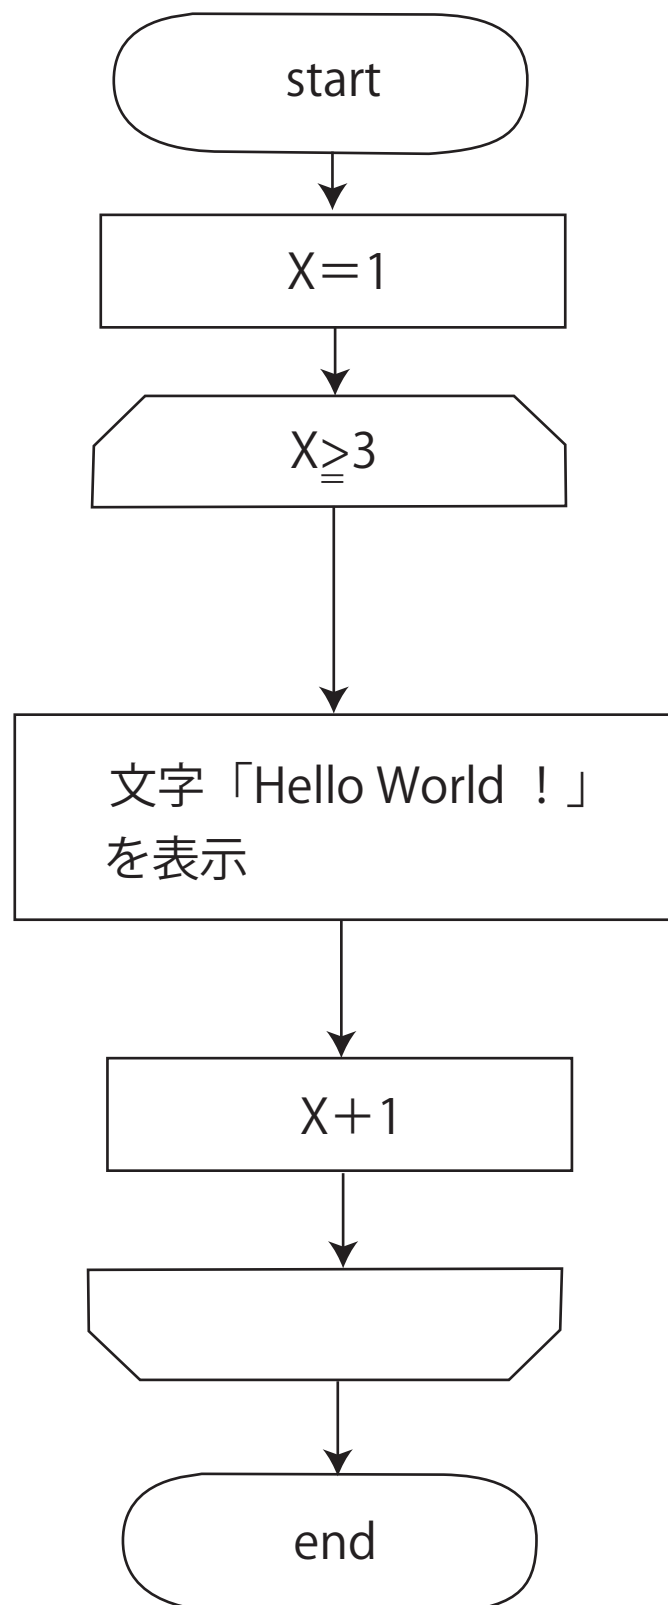 start
X＝1
X≧3
文字「Hello World ！」
を表示
X＋1
end